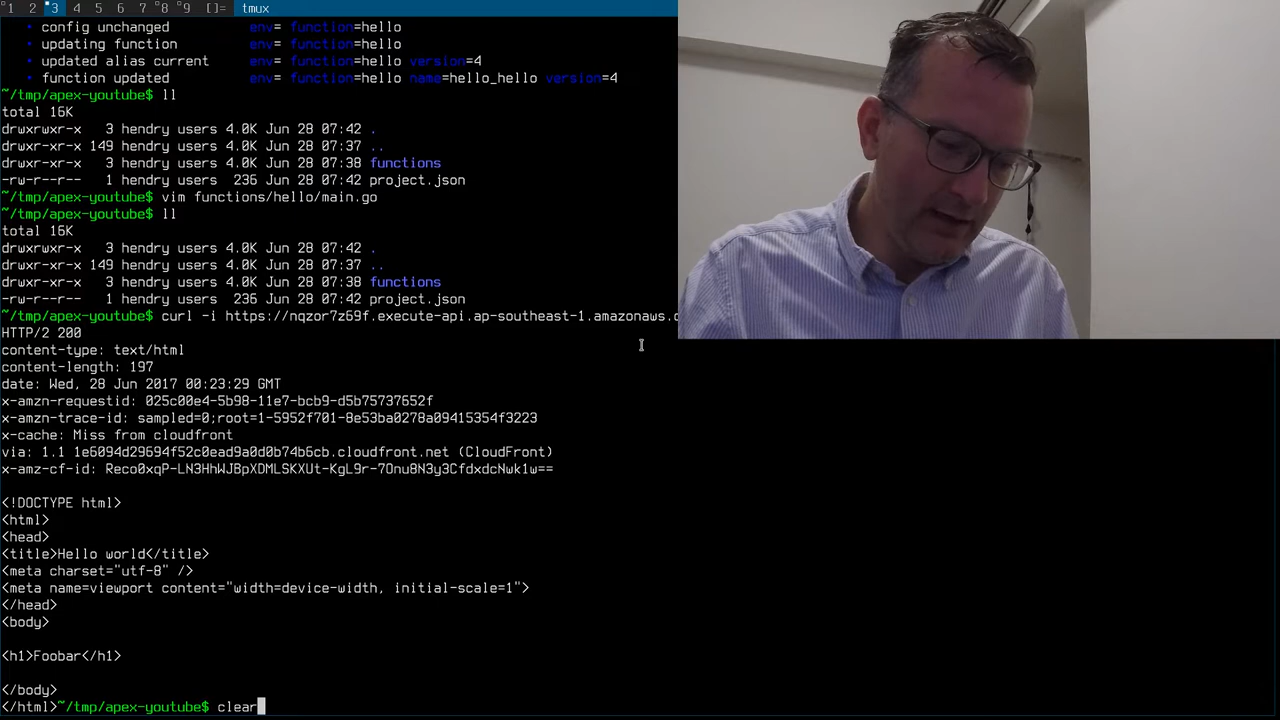 1 2 3 4 5 6 7 8 9 []= tmux
• config unchanged env= function=hello
• updating function env= function=hello
• updated alias current env= function=hello version=4
• function updated env= function=hello name=hello_hello version=4
~/tmp/apex-youtube$ ll
total 16K
drwxrwxr-x 3 hendry users 4.0K Jun 28 07:42 .
drwxr-xr-x 149 hendry users 4.0K Jun 28 07:37 ..
drwxr-xr-x 3 hendry users 4.0K Jun 28 07:38 functions
-rw-r--r-- 1 hendry users 236 Jun 28 07:42 project.json
~/tmp/apex-youtube$ vim functions/hello/main.go
~/tmp/apex-youtube$ ll
total 16K
drwxrwxr-x 3 hendry users 4.0K Jun 28 07:42 .
drwxr-xr-x 149 hendry users 4.0K Jun 28 07:37 ..
drwxr-xr-x 3 hendry users 4.0K Jun 28 07:38 functions
-rw-r--r-- 1 hendry users 236 Jun 28 07:42 project.json
~/tmp/apex-youtube$ curl -i https://nqzor7z69f.execute-api.ap-southeast-1.amazonaws.
HTTP/2 200
content-type: text/html
content-length: 197
date: Wed, 28 Jun 2017 00:23:29 GMT
x-amzn-requestid: 025c00e4-5b98-11e7-bcb9-d5b75737652f
x-amzn-trace-id: sampled=0;root=1-5952f701-8e53ba0278a09415354f3223
x-cache: Miss from cloudfront
via: 1.1 1e6094d29694f52c0ead9a0d0b74b6cb.cloudfront.net (CloudFront)
x-amz-cf-id: Reco0xqP-LN3HhWJBpXDMLSKXUt-KgL9r-7Onu8N3y3CfdxdcNwk1w==
<!DOCTYPE html>
<html>
<head>
<title>Hello world</title>
<meta charset="utf-8" />
<meta name=viewport content="width=device-width, initial-scale=1">
</head>
<body>
<h1>Foobar</h1>
</body>
</html>~/tmp/apex-youtube$ clear